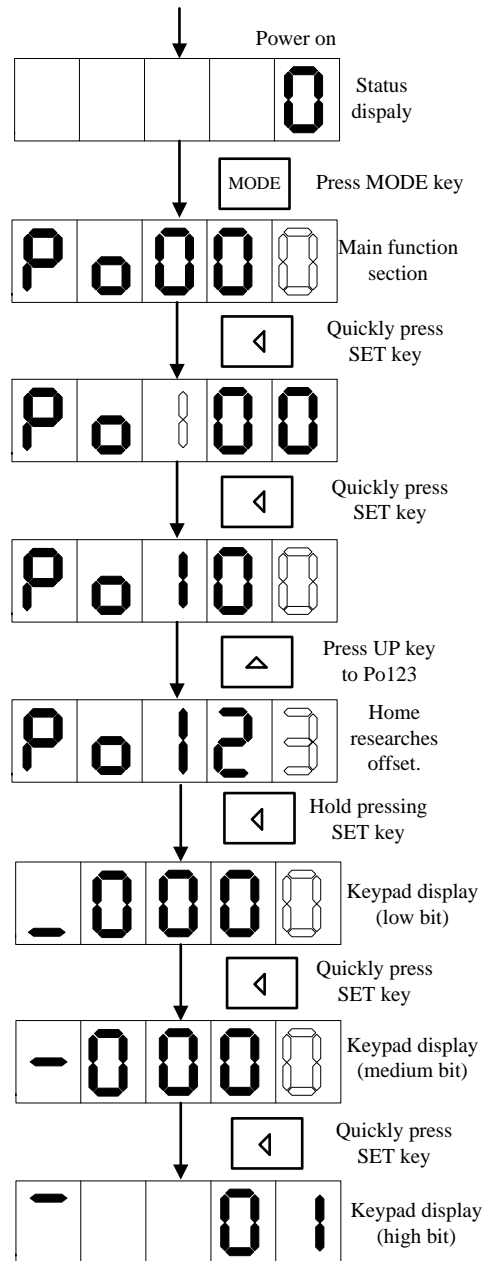 Power on
0
Status
dispaly
MODE
Press MODE key
Po000
Main function
section
Quickly press
SET key
Po100
Quickly press
SET key
Po100
Press UP key
to Po123
Po123
Home
researches
offset.
Hold pressing
SET key
_0000
Keypad display
(low bit)
Quickly press
SET key
-0000
Keypad display
(medium bit)
Quickly press
SET key
‾ 01
Keypad display
(high bit)